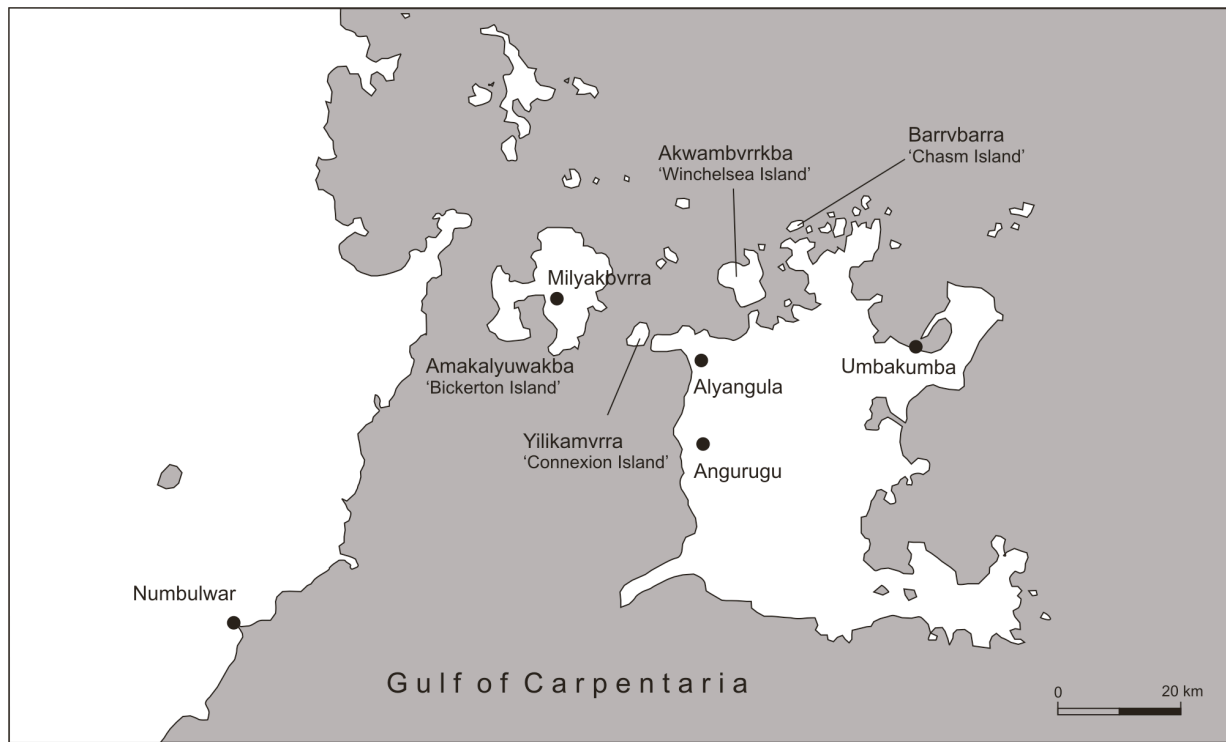 Barrvbarra
‘Chasm Island’
Akwambvrrkba
‘Winchelsea Island’
Milyakbvrra
Amakalyuwakba
‘Bickerton Island’
Alyangula
Umbakumba
Yilikamvrra
‘Connexion Island’
Angurugu
Numbulwar
Gulf of Carpentaria
0 20 km